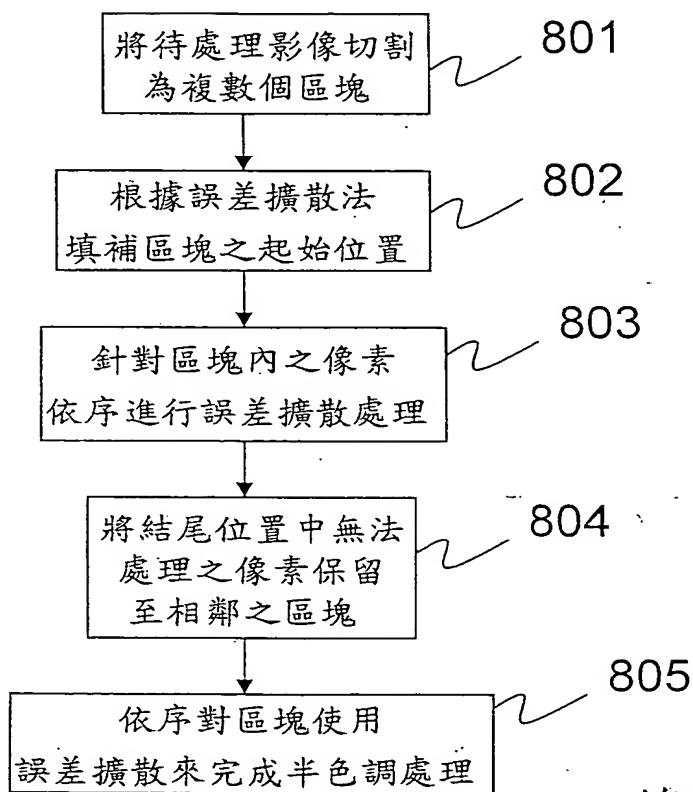 將待處理影像切割
為複數個區塊
801
根據誤差擴散法
填補區塊之起始位置
802
針對區塊內之像素
依序進行誤差擴散處理
803
將結尾位置中無法
處理之像素保留
至相鄰之區塊
804
依序對區塊使用
誤差擴散來完成半色調處理
805